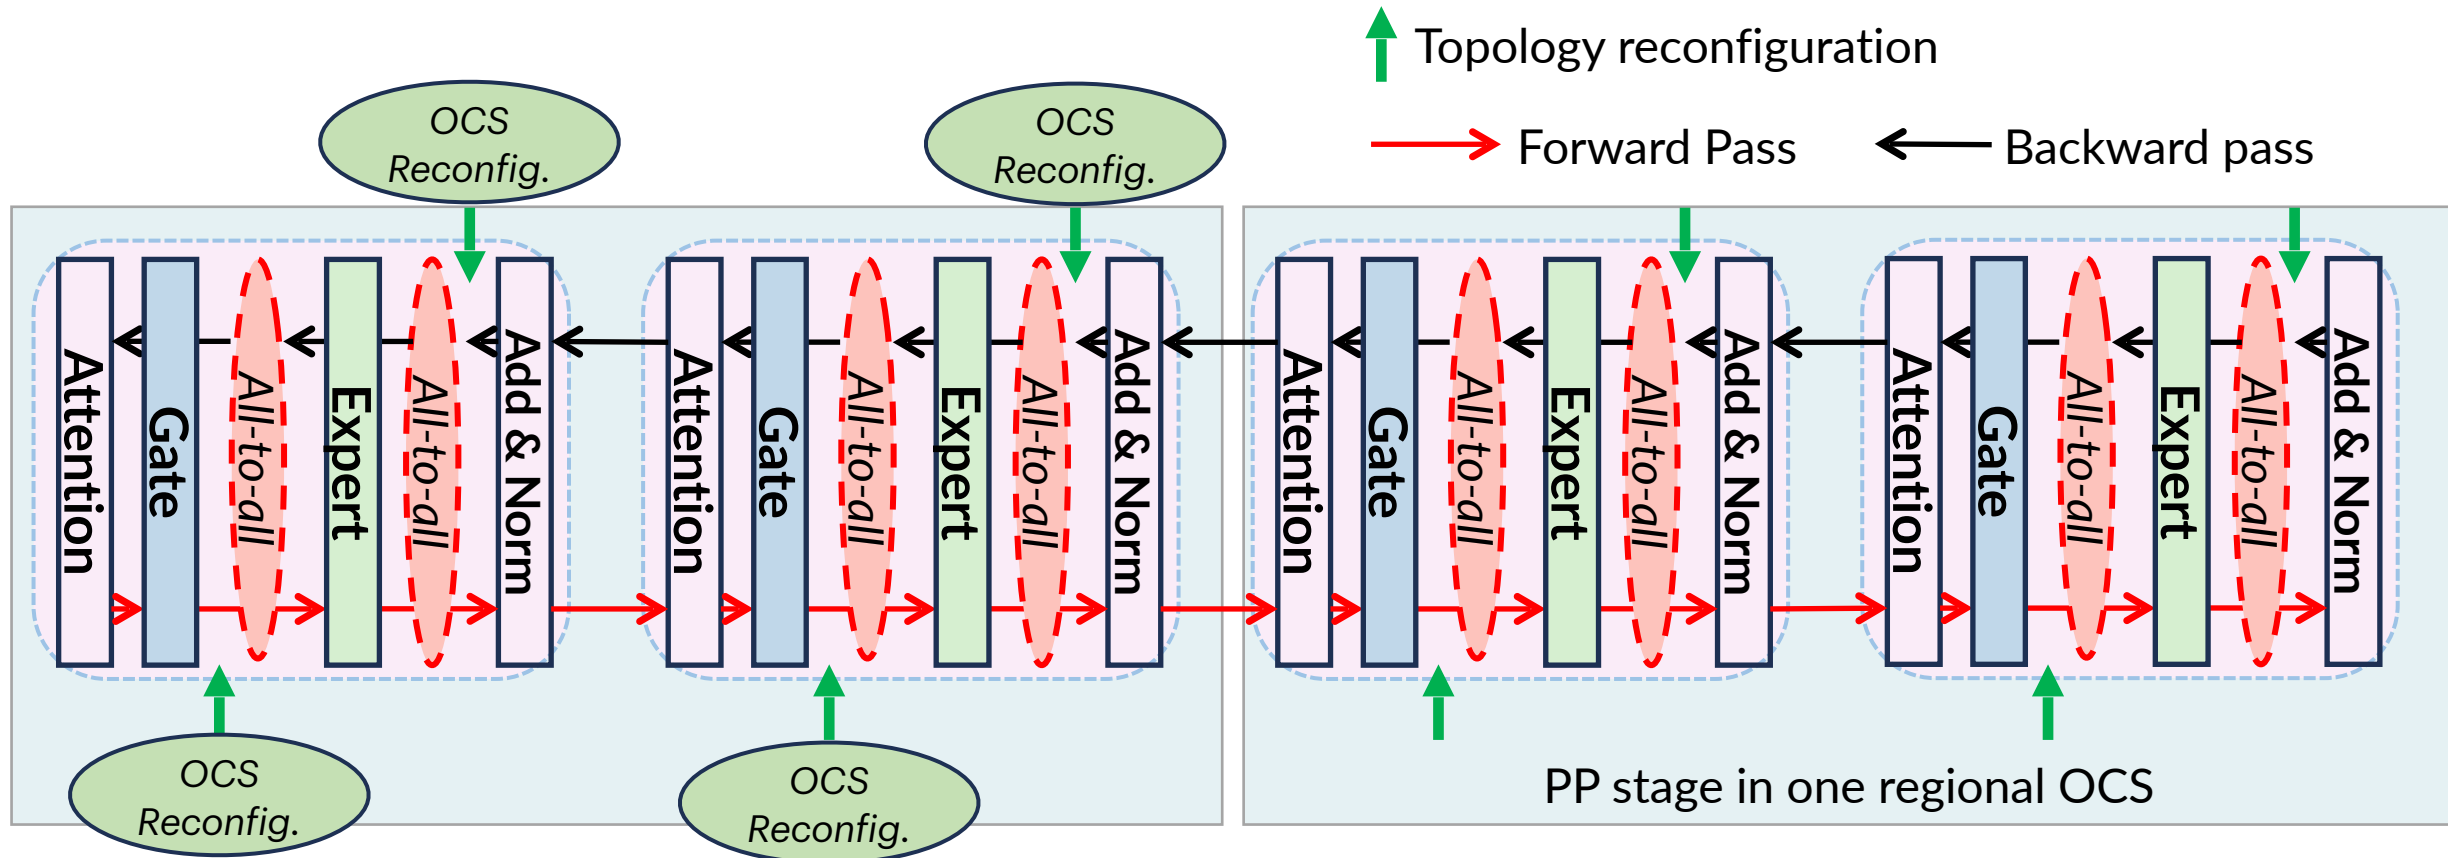 Topology reconfiguration
Forward Pass
Backward pass
OCS
Reconfig.
OCS
Reconfig.
Attention
Gate
All-to-all
Expert
All-to-all
Add & Norm
Attention
Gate
All-to-all
Expert
All-to-all
Add & Norm
Attention
Gate
All-to-all
Expert
All-to-all
Add & Norm
Attention
Gate
All-to-all
Expert
All-to-all
Add & Norm
OCS
Reconfig.
OCS
Reconfig.
PP stage in one regional OCS